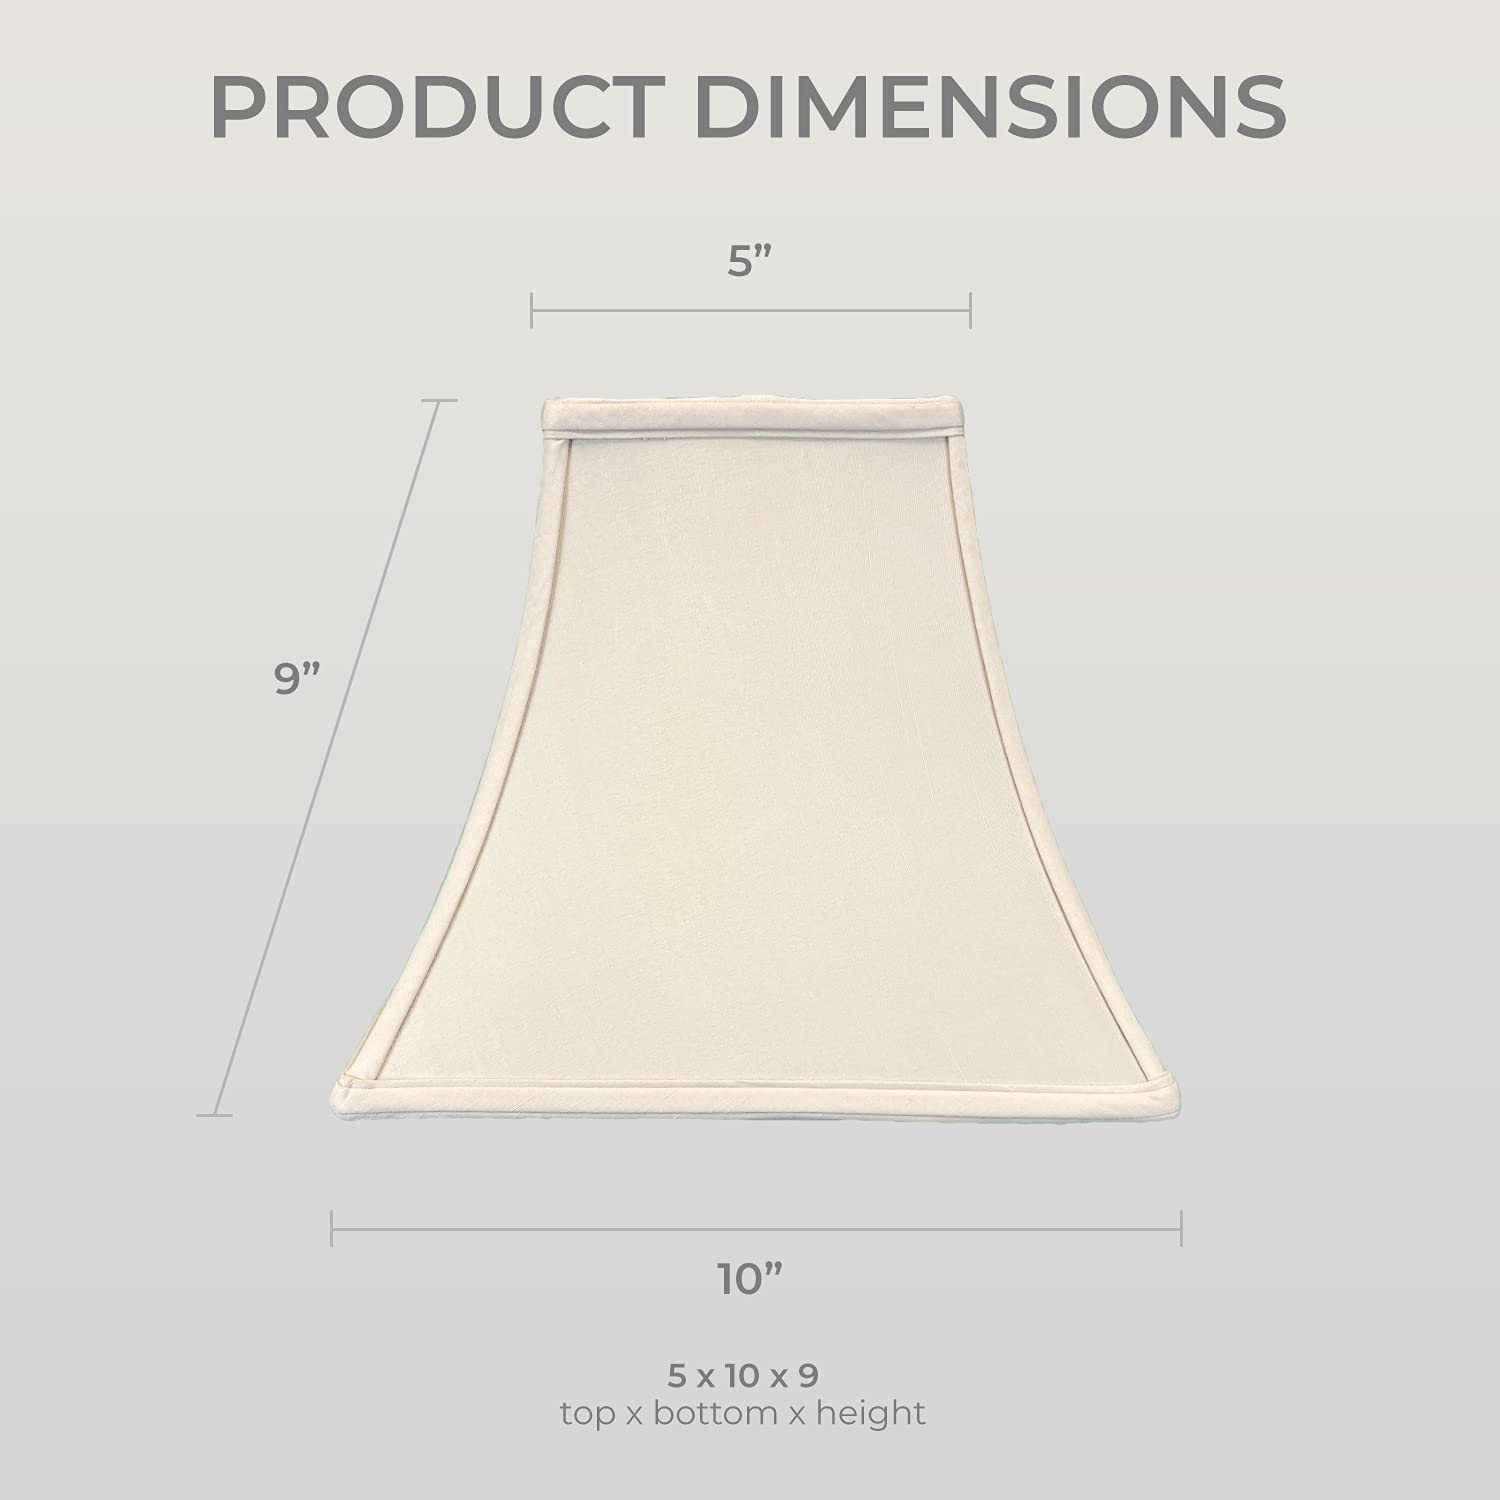 PRODUCT DIMENSIONS
5”
9”
10”
5 x 10 x 9
top x bottom x height